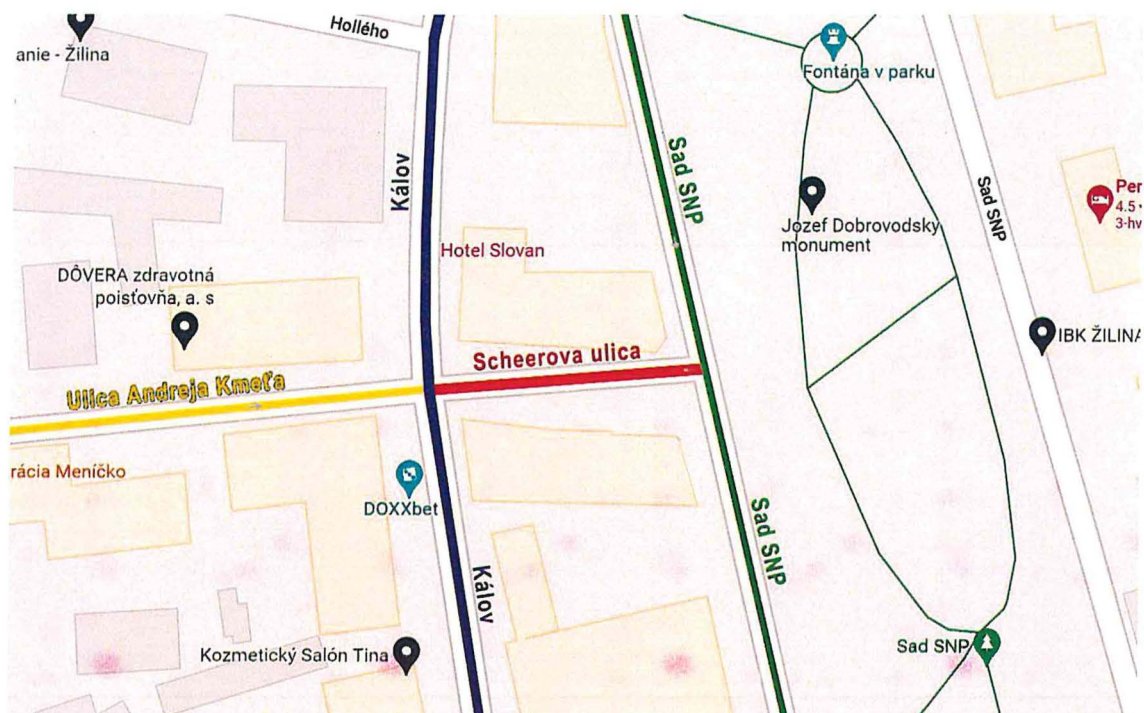 Hollého
anie - Žilina
Fontána v parku
Kálov
Sad SNP
Sad SNP
Per
4.5
3-hv
Jozef Dobrovodsky
monument
Hotel Slovan
DÔVERA zdravotná
poisťovňa, a. s
IBK ŽILINA
Scheerova ulica
Ulica Andreja Kmeťa
rácia Meníčko
DOXXbet
Sad SNP
Kálov
Kozmetický Salón Tina
Sad SNP